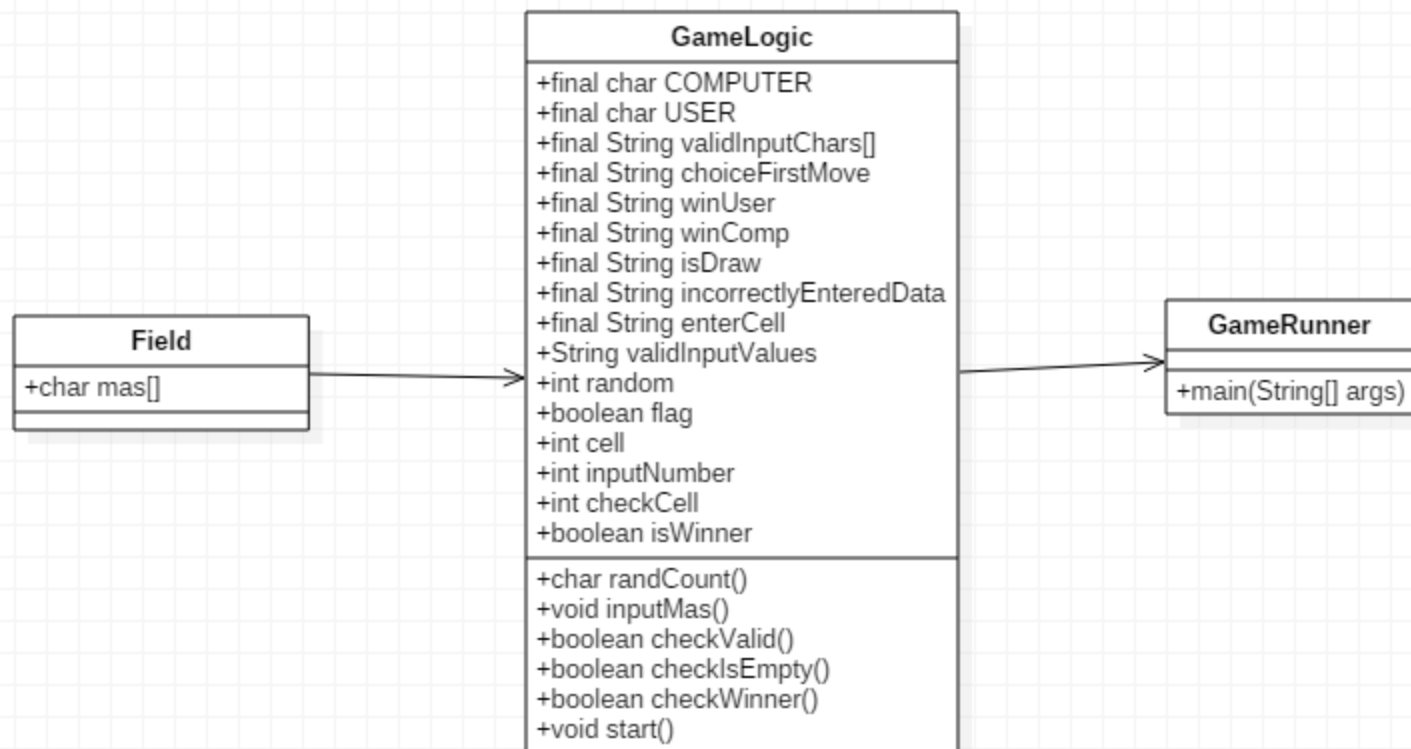 Field
+char mas[]
GameLogic
+final char COMPUTER
+final char USER
+final String validInputChars[]
+final String choiceFirstMove
+final String winUser
+final String winComp
+final String isDraw
+final String incorrectlyEnteredData
+final String enterCell
+String validInputValues
+int random
+boolean flag
+int cell
+int inputNumber
+int checkCell
+boolean isWinner
+char randCount()
+void inputMas()
+boolean checkValid()
+boolean checkIsEmpty()
+boolean checkWinner()
+void start()
GameRunner
+main(String[] args)